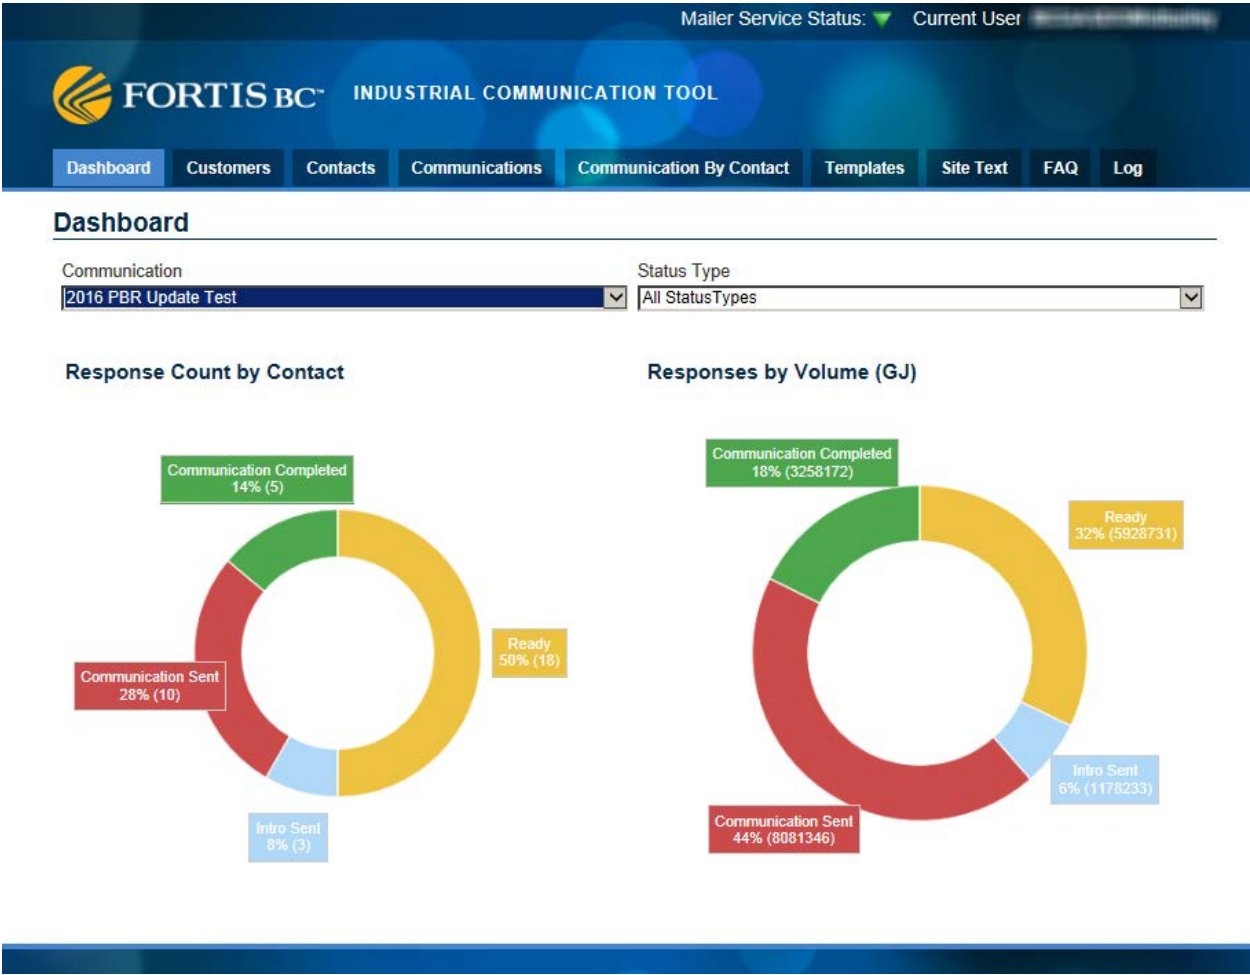 Mailer Service Status: Current User
FORTIS BC™ INDUSTRIAL COMMUNICATION TOOL
Dashboard Customers Contacts Communications Communication By Contact Templates Site Text FAQ Log
Dashboard
Communication Status Type
2016 PBR Update Test All StatusTypes
Response Count by Contact
Communication Completed
14% (5)
Ready
50% (18)
Communication Sent
28% (10)
Intro Sent
8% (3)
Responses by Volume (GJ)
Communication Completed
18% (3258172)
Ready
32% (5928731)
Intro Sent
6% (1178233)
Communication Sent
44% (8081346)